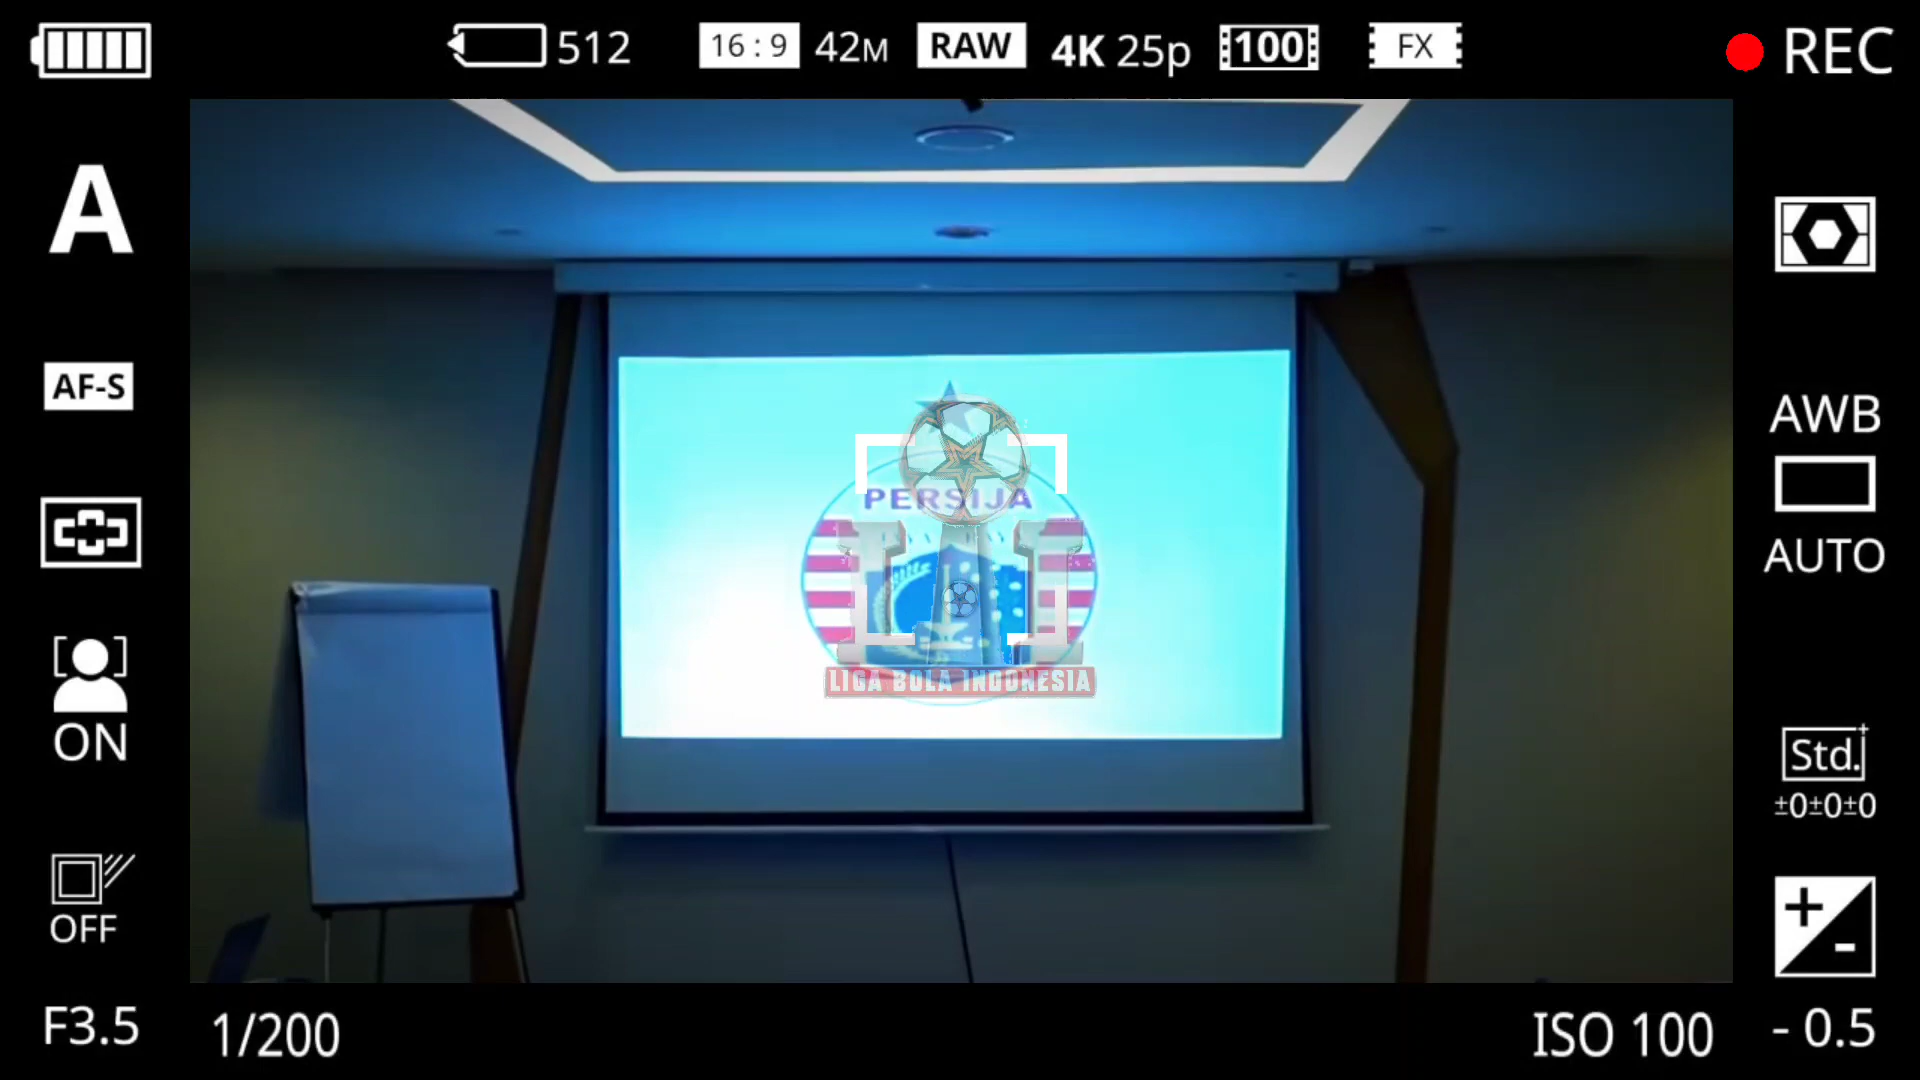 512 16 : 9 42M RAW 4K 25p 100 FX REC
A
AF-S
ON
OFF
F3.5 1/200
PERSIJA
LIGA BOLA INDONESIA
AWB
AUTO
Std.+
±0±0±0
+ -
ISO 100 - 0.5